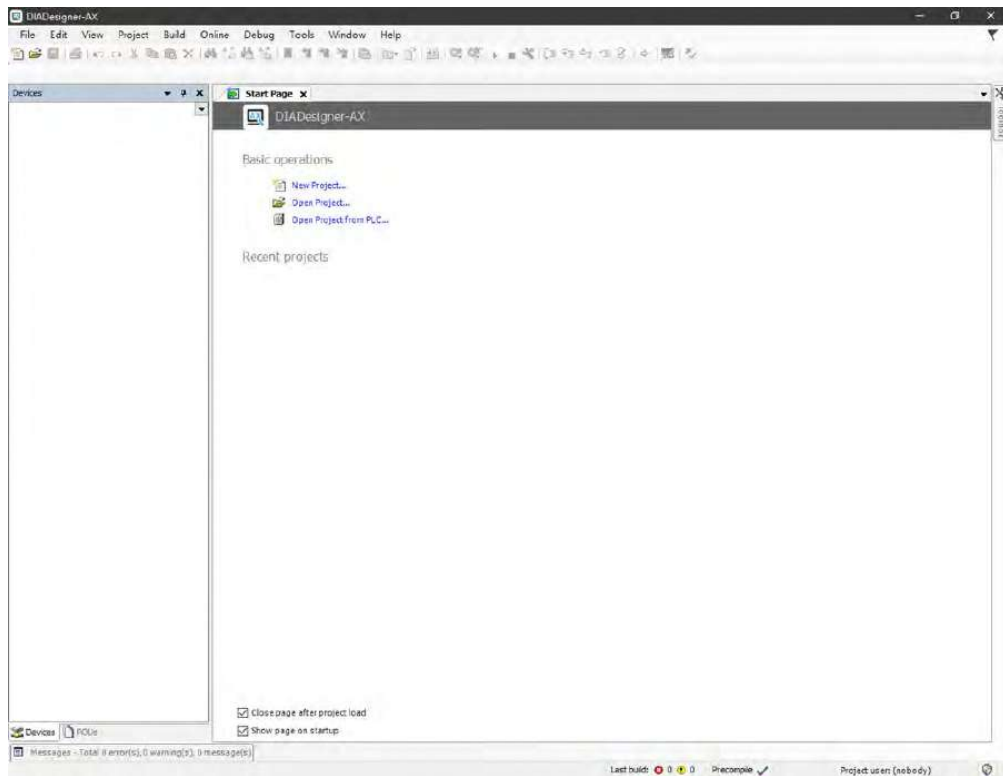 DIADesigner-AX
File Edit View Project Build Online Debug Tools Window Help
Devices
Start Page
DIADesigner-AX
Basic operations
New Project...
Open Project...
Open Project from PLC...
Recent projects
Close page after project load
Show page on startup
Devices POUs
Messages - Total 0 error(s), 0 warning(s), 0 message(s)
Last build: 0 0 Precompile Project user: (nobody)